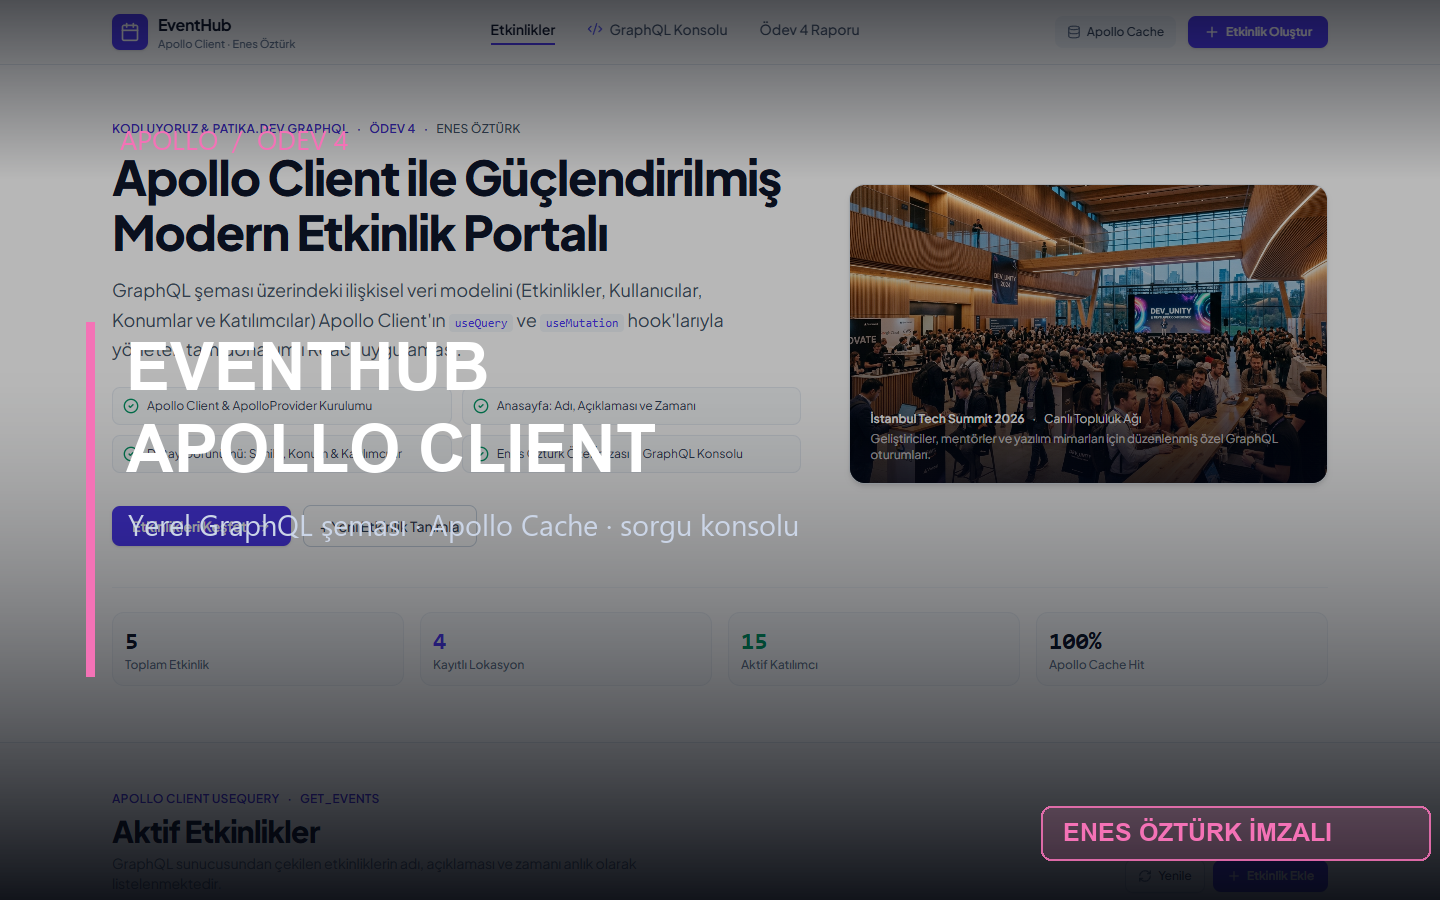 EventHub
Apollo Client · Enes Öztürk
Etkinlikler
GraphQL Konsolu
Ödev 4 Raporu
Apollo Cache
+ Etkinlik Oluştur
KODLUYORUZ & PATIKA.DEV GRAPHQL · ÖDEV 4 · ENES ÖZTÜRK
APOLLO / ÖDEV 4
Apollo Client ile Güçlendirilmiş
Modern Etkinlik Portalı
GraphQL şeması üzerindeki ilişkisel veri modelini (Etkinlikler, Kullanıcılar,
Konumlar ve Katılımcılar) Apollo Client'ın useQuery ve useMutation hook'larıyla
EVENTHUB
Apollo Client & ApolloProvider Kurulumu
Anasayfa: Adı, Açıklaması ve Zamanı
APOLLO CLIENT
GraphQL Konsolu
Yerel GraphQL şeması · Apollo Cache · sorgu konsolu
DEV_UNITY
2024
DEV_UNITY
OVATE
İstanbul Tech Summit 2026 · Canlı Topluluk Ağı
Geliştiriciler, mentörler ve yazılım mimarları için düzenlenmiş özel GraphQL
oturumları.
5
Toplam Etkinlik
4
Kayıtlı Lokasyon
15
Aktif Katılımcı
100%
Apollo Cache Hit
APOLLO CLIENT USEQUERY · GET_EVENTS
Aktif Etkinlikler
GraphQL sunucusundan çekilen etkinliklerin adı, açıklaması ve zamanı anlık olarak
listelenmektedir.
ENES ÖZTÜRK İMZALI
Yenile
+ Etkinlik Ekle